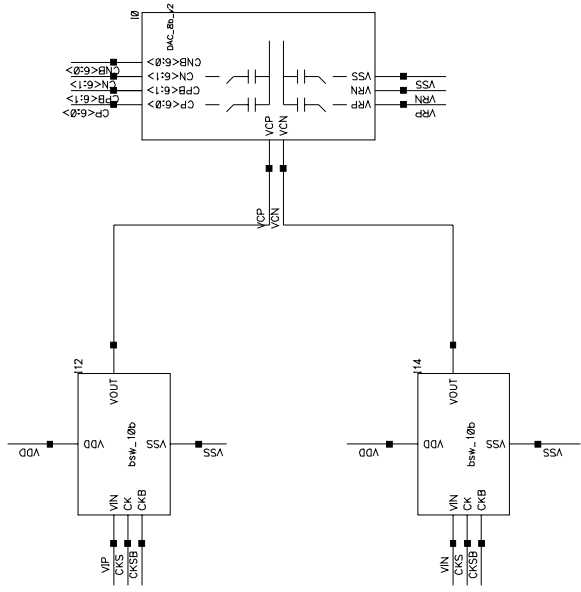 I0
DAC_8b_v2
CNB<6:0>
CNB<6:0>
CN<6:1>
CN<6:1>
CPB<6:1>
CPB<6:1>
CP<6:0>
CP<6:0>
VSS
VSS
VRN
VRN
VRP
VRP
VCP
VCN
VCP
VCN
I12
VOUT
VDD
VDD
bsw_10b
VSS
VSS
VIN
CK
CKB
VIP
CKS
CKSB
I14
VOUT
VDD
VDD
bsw_10b
VSS
VSS
VIN
CK
CKB
VIN
CKS
CKSB